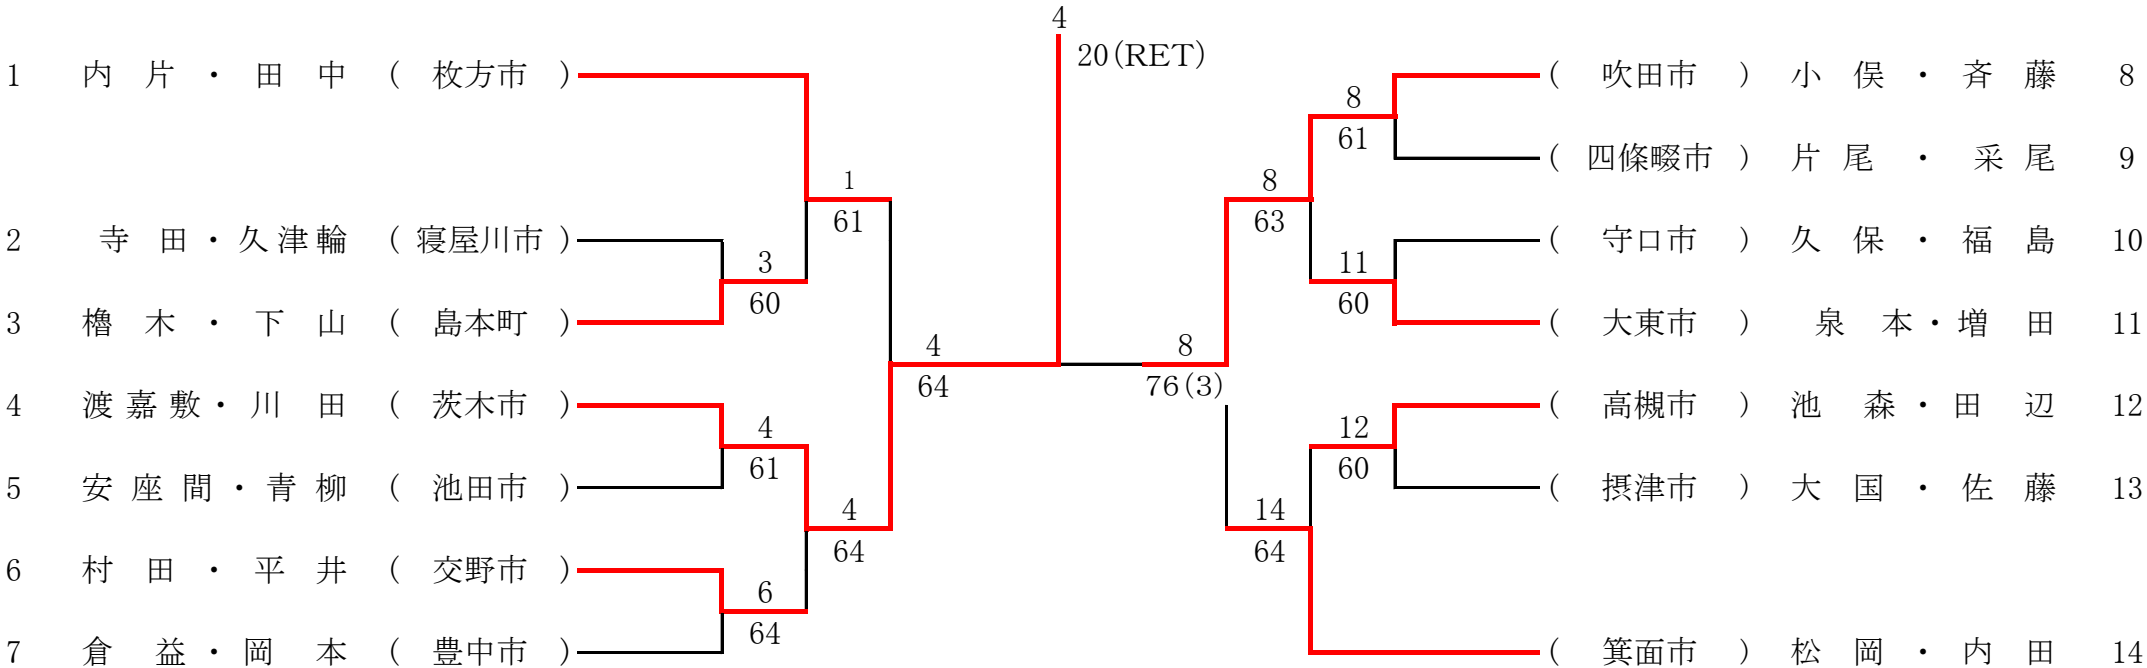 4
20(RET)
1 内片・田中 ( 枚方市 )
( 吹田市 ) 小俣・斉藤 8
8
61
( 四條畷市 ) 片尾・采尾 9
1
61
8
63
2 寺田・久津輪 ( 寝屋川市 )
( 守口市 ) 久保・福島 10
3
60
11
60
3 櫓木・下山 ( 島本町 )
( 大東市 ) 泉本・増田 11
4
64
8
76(3)
4 渡嘉敷・川田 ( 茨木市 )
( 高槻市 ) 池森・田辺 12
4
61
12
60
5 安座間・青柳 ( 池田市 )
( 摂津市 ) 大国・佐藤 13
4
64
14
64
6 村田・平井 ( 交野市 )
6
64
7 倉益・岡本 ( 豊中市 )
( 箕面市 ) 松岡・内田 14